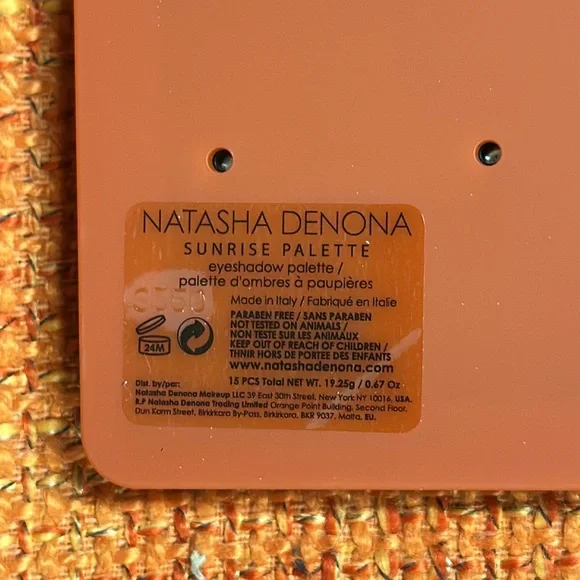 NATASHA DENONA
SUNRISE PALETTE
eyeshadow palette /
palette d'ombres à paupières
Made in Italy / Fabriqué en Italie
PARABEN FREE / SANS PARABEN
NOT TESTED ON ANIMALS /
NON TESTE SUR LES ANIMAUX
KEEP OUT OF REACH OF CHILDREN /
THNIR HORS DE PORTEE DES ENFANTS
24M
www.natashadenona.com
15 PCS Total NET WT. 19.25g / 0.67 Oz
Dist. by/par:
Natasha Denona Makeup LLC 39 East 30th Street, New York NY 10016, USA.
R.P Natasha Denona Trading Limited Orange Point Building, Second Floor,
Dun Karm Street, Birkirkara By-Pass, Birkirkara, BKR 9037, Malta, EU.